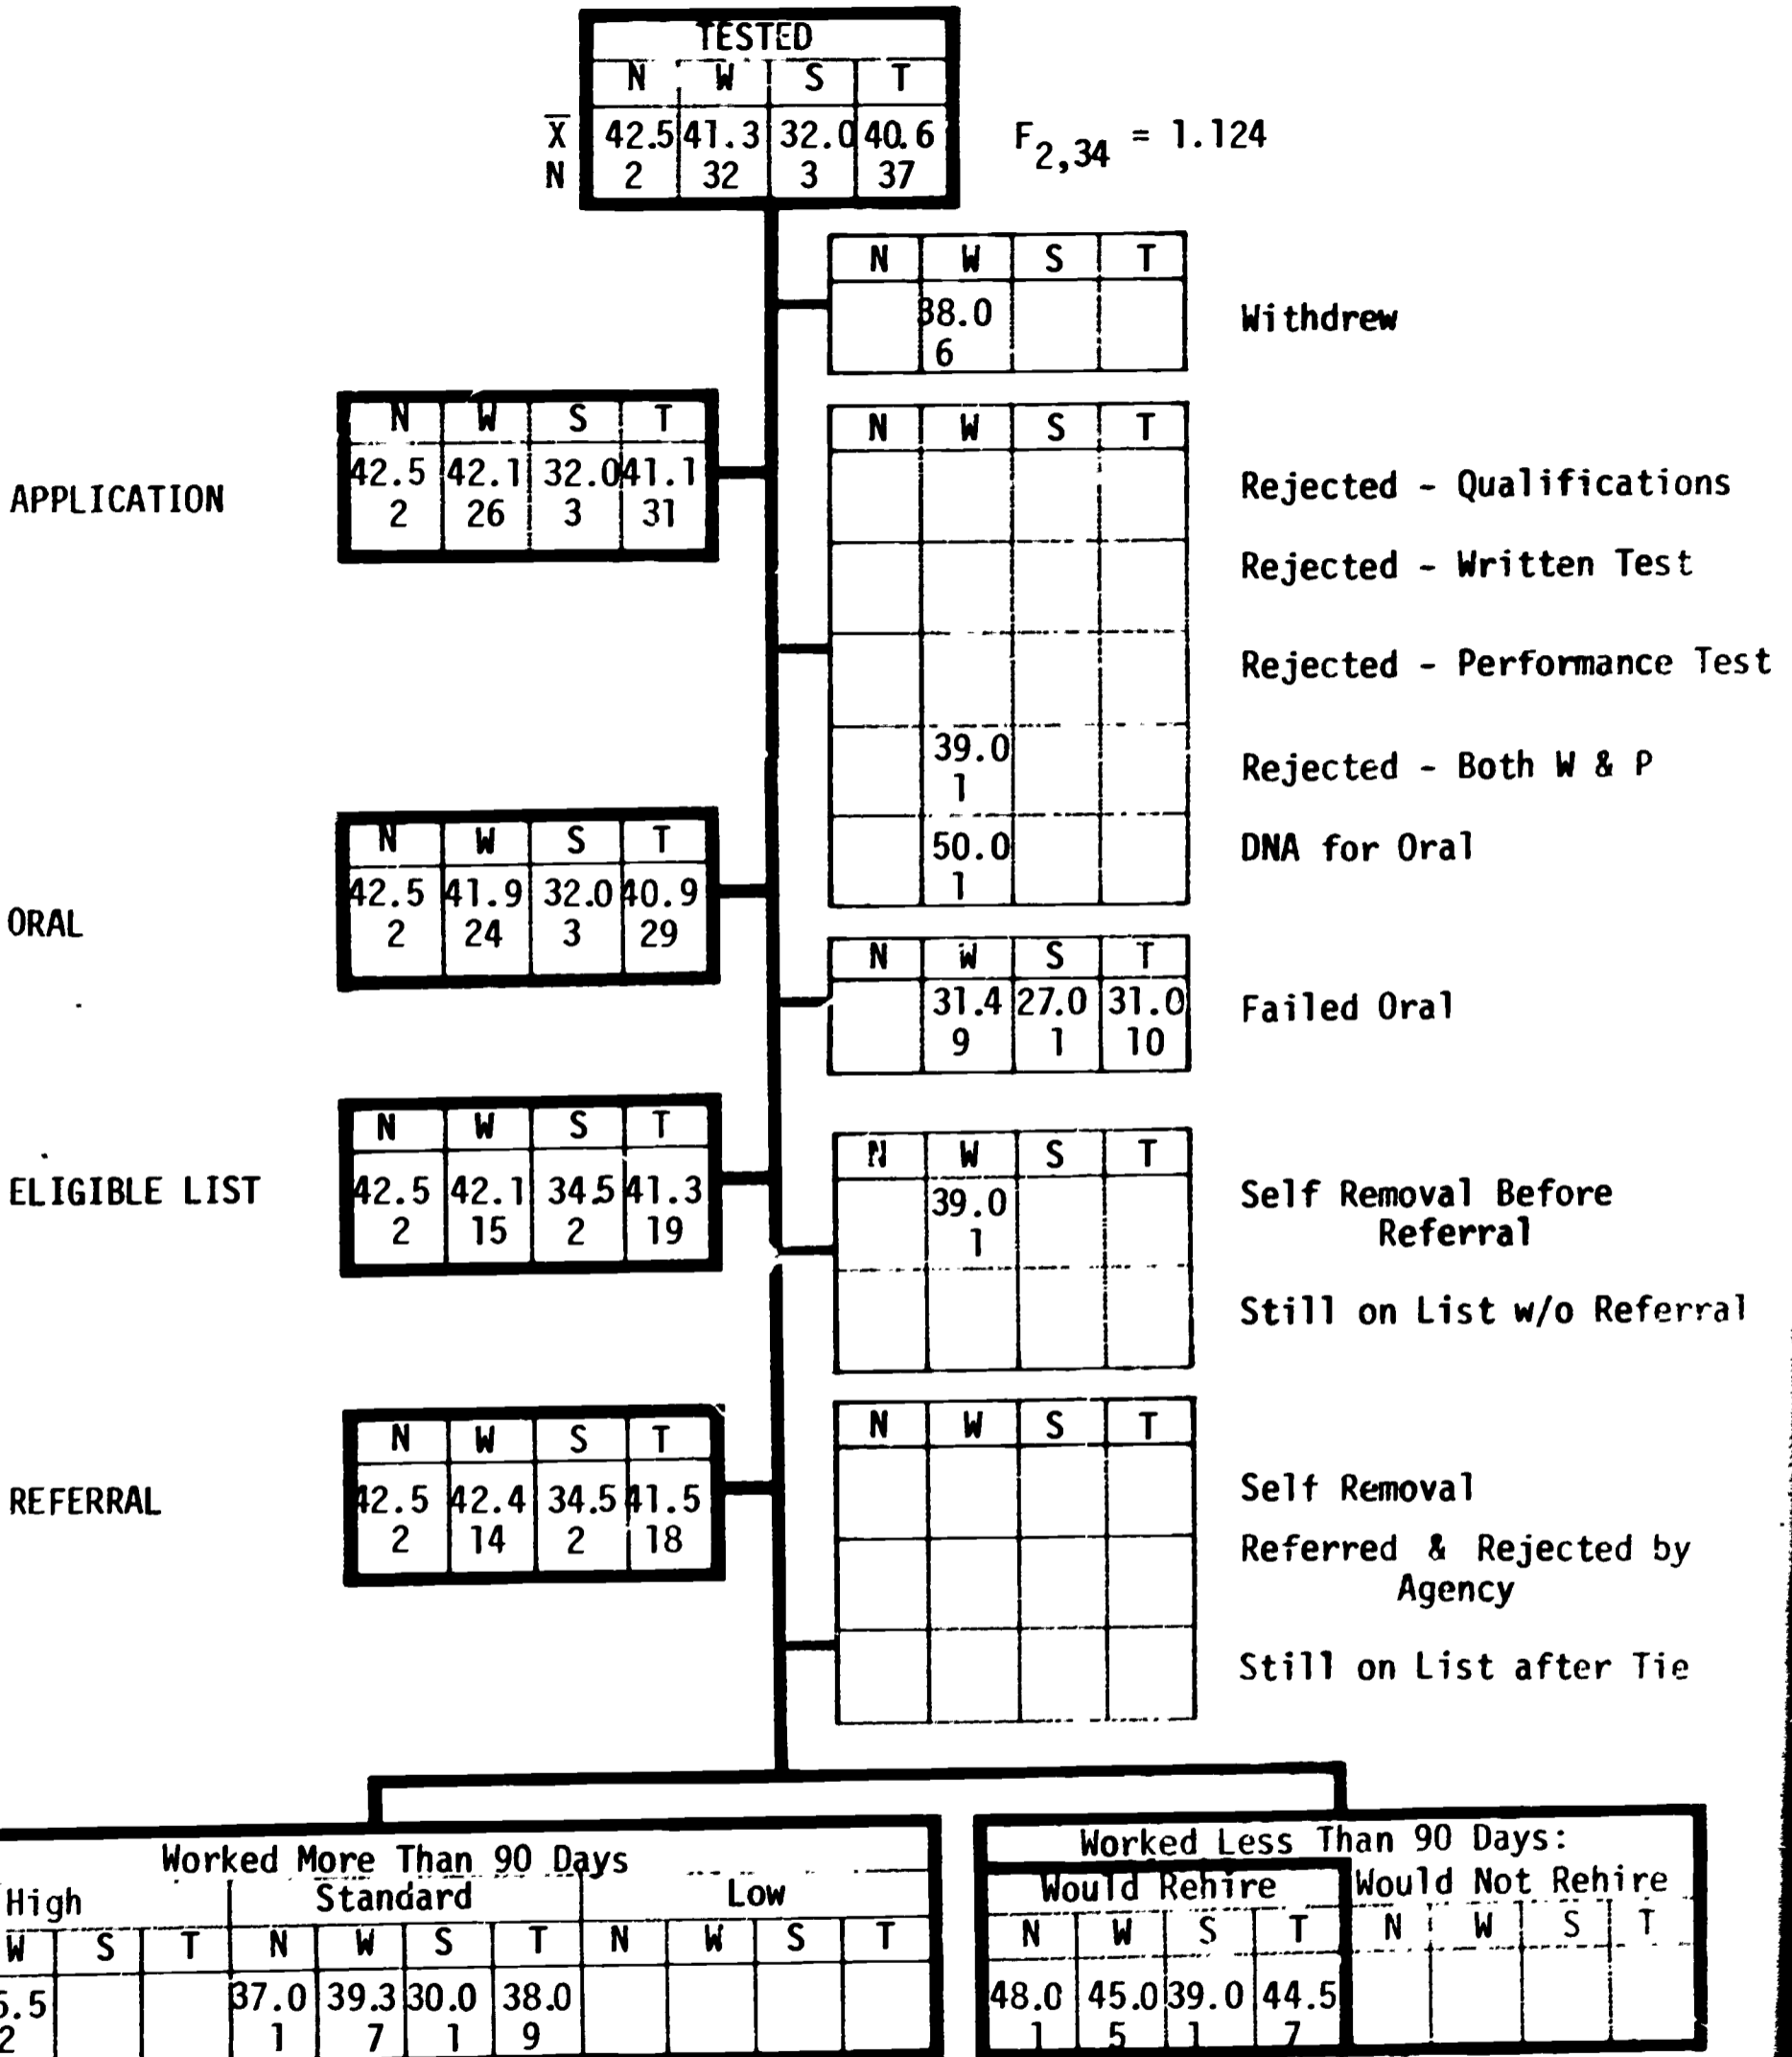 TESTED
N W S T
X̄ 42.5 41.3 32.0 40.6
N 2 32 3 37
F2,34 = 1.124
N W S T
38.0
6
Withdrew
APPLICATION
N W S T
42.5 42.1 32.0 41.1
2 26 3 31
N W S T
Rejected - Qualifications
Rejected - Written Test
Rejected - Performance Test
39.0
1
Rejected - Both W & P
50.0
1
DNA for Oral
ORAL
N W S T
42.5 41.9 32.0 40.9
2 24 3 29
N W S T
31.4 27.0 31.0
9 1 10
Failed Oral
ELIGIBLE LIST
N W S T
42.5 42.1 34.5 41.3
2 15 2 19
N W S T
39.0
1
Self Removal Before
Referral
Still on List w/o Referral
REFERRAL
N W S T
42.5 42.4 34.5 41.5
2 14 2 18
N W S T
Self Removal
Referred & Rejected by
Agency
Still on List after Tie
Worked More Than 90 Days
High Standard Low
W S T N W S T N W S T
5.5 37.0 39.3 30.0 38.0
2 1 7 1 9
Worked Less Than 90 Days:
Would Rehire Would Not Rehire
N W S T N W S T
48.0 45.0 39.0 44.5
1 5 1 7